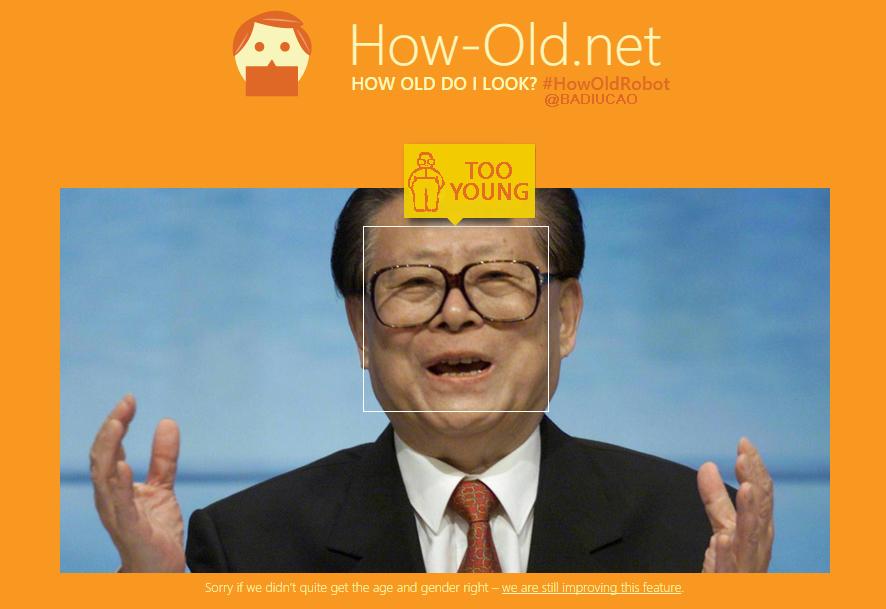 How-Old.net
HOW OLD DO I LOOK? #HowOldRobot
@BADIUCAO
TOO
YOUNG
Sorry if we didn't quite get the age and gender right – we are still improving this feature.